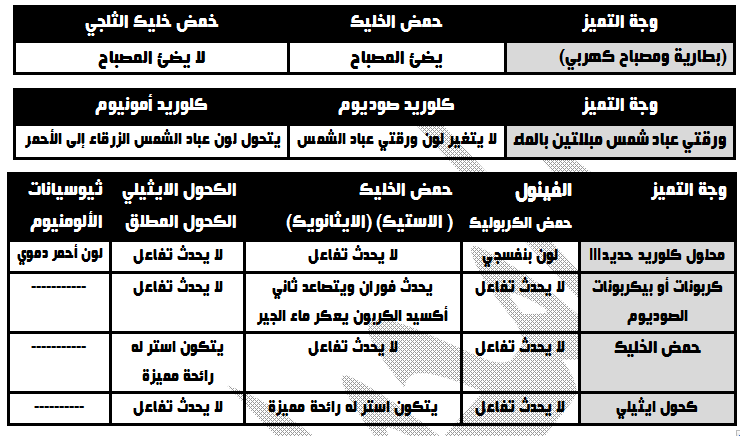 وجة التميز حمض الخليك خمض خليك الثلجي
(بطارية ومصباح كهربي) يضئ المصباح لا يضئ المصباح
وجة التميز كلوريد صوديوم كلوريد أمونيوم
ورقتي عباد شمس مبللتين بالماء لا يتغير لون ورقتي عباد الشمس يتحول لون عباد الشمس الزرقاء إلى الأحمر
وجة التميز الفينول حمض الخليك الكحول الايثيلي ثيوسيانات
حمض الكربوليك ( الاستيك) (الايثانويك) الكحول المطلق الألومنيوم
محلول كلوريد حديدIII لون بنفسجي لا يحدث تفاعل لا يحدث تفاعل لون أحمر دموي
كربونات أو بيكربونات لا يحدث تفاعل يحدث فوران ويتصاعد ثاني لا يحدث تفاعل -----------
الصوديوم أكسيد الكربون يعكر ماء الجير
حمض الخليك لا يحدث تفاعل لا يحدث تفاعل يتكون استر له -----------
رائحة مميزة
كحول ايثيلي لا يحدث تفاعل يتكون استر له رائحة مميزة لا يحدث تفاعل ----------